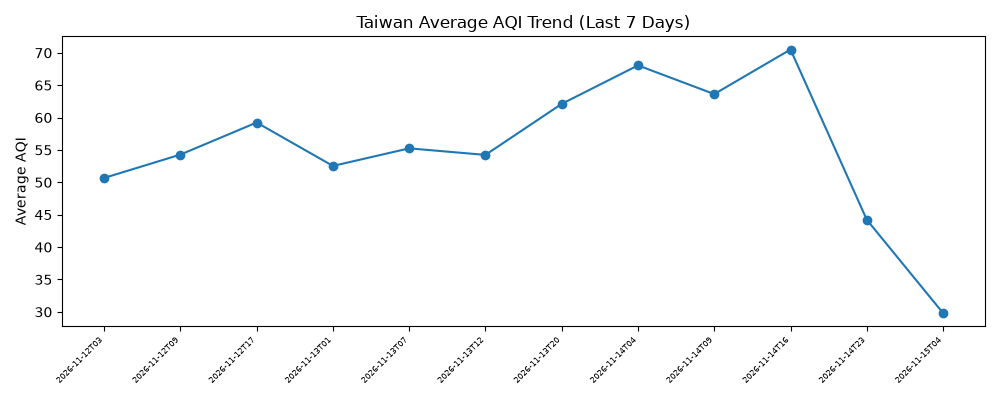 Taiwan Average AQI Trend (Last 7 Days)
Average AQI
70
65
60
55
50
45
40
35
30
2026-11-12T03
2026-11-12T09
2026-11-12T17
2026-11-13T01
2026-11-13T07
2026-11-13T12
2026-11-13T20
2026-11-14T04
2026-11-14T09
2026-11-14T16
2026-11-14T23
2026-11-15T04